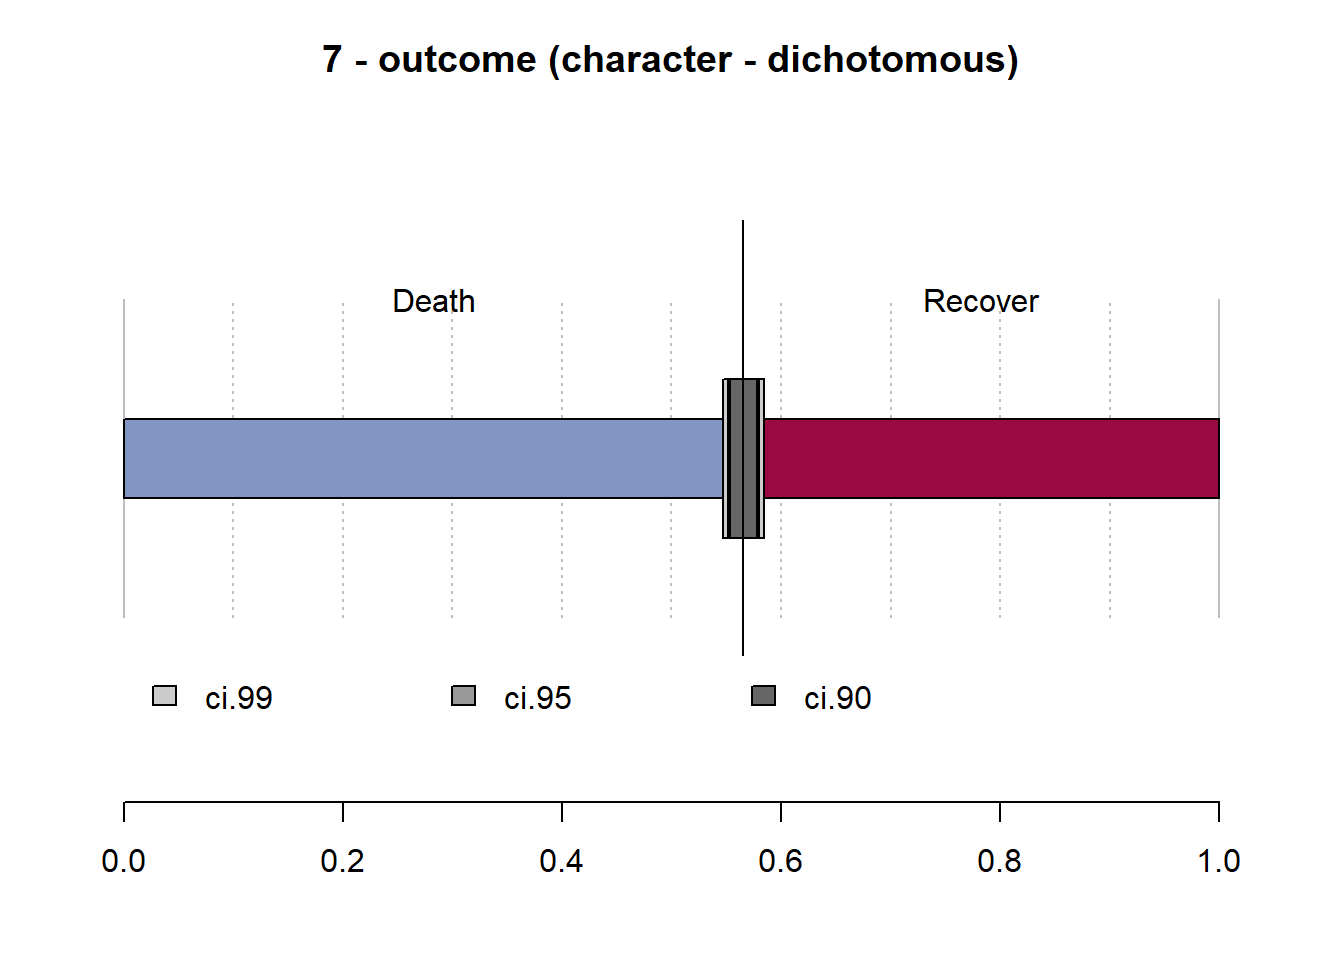 7 - outcome (character - dichotomous)
Death Recover
ci.99 ci.95 ci.90
0.0 0.2 0.4 0.6 0.8 1.0